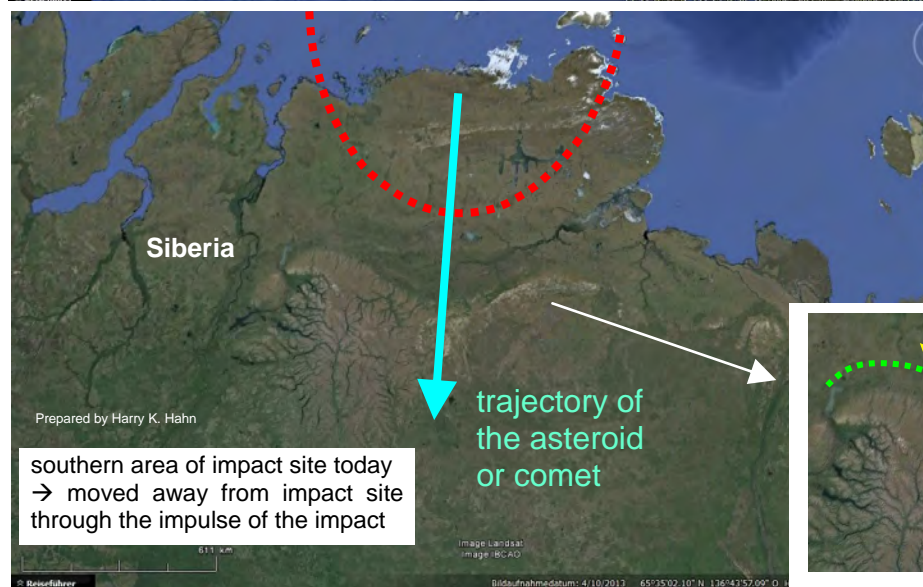 Siberia
trajectory of
the asteroid
or comet
Prepared by Harry K. Hahn
southern area of impact site today
→ moved away from impact site
through the impulse of the impact
611 km
Image Landsat
Image IBCAO
Reiseführer
Bildaufnahmedatum: 4/10/2013 65°35'02.10" N 136°43'57.09" O